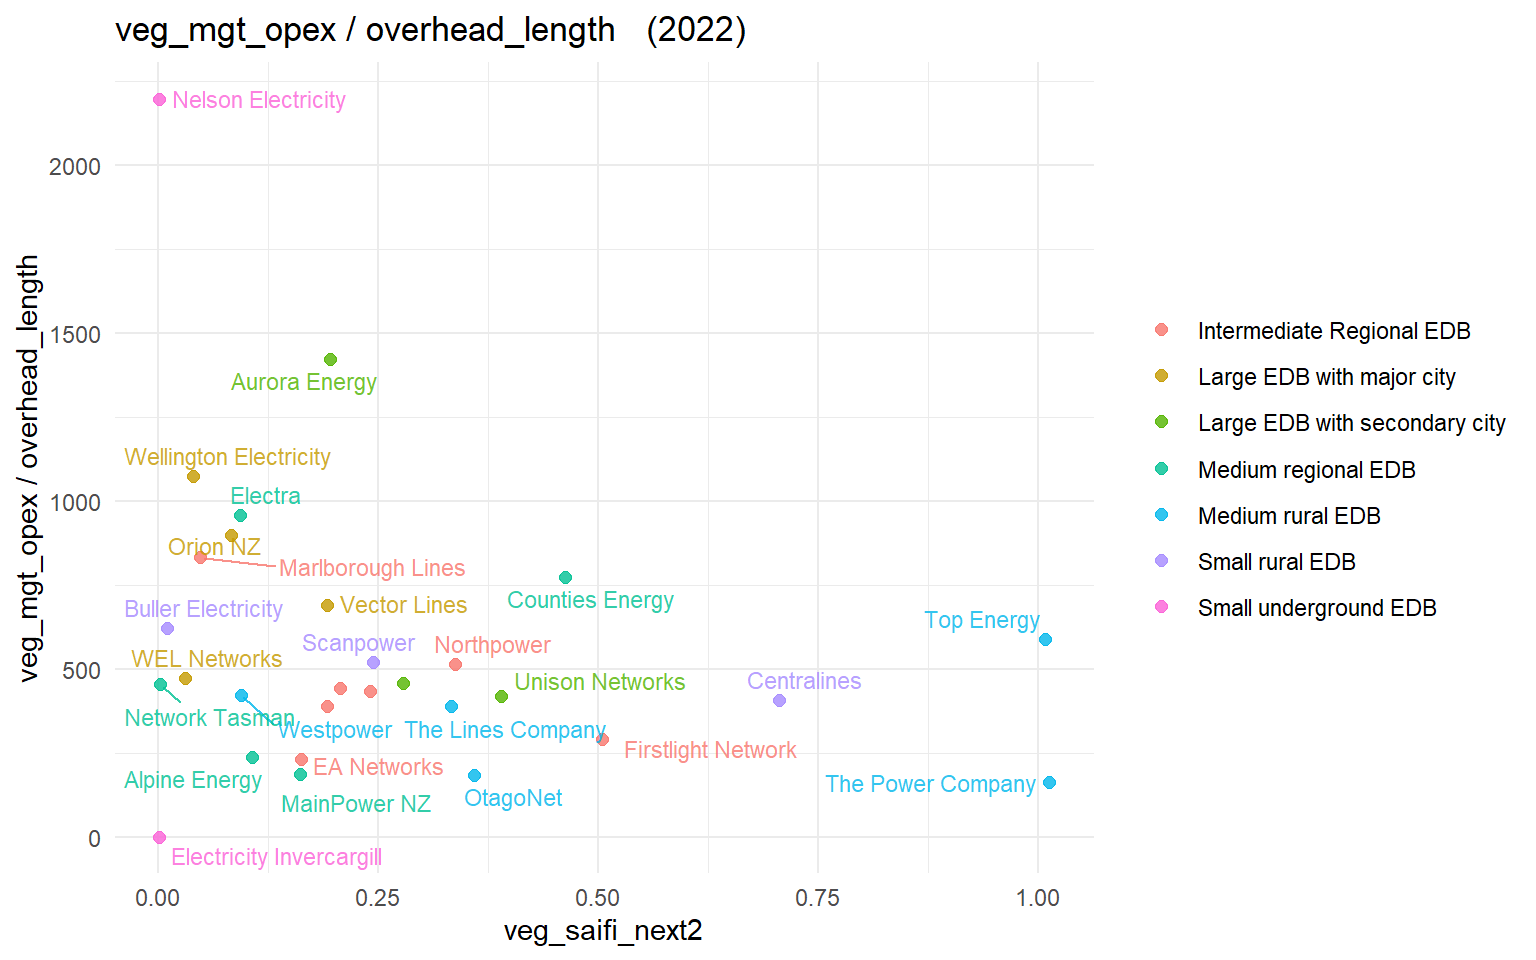 veg_mgt_opex / overhead_length (2022)
veg_mgt_opex / overhead_length
2000
1500
1000
500
0
Nelson Electricity
Aurora Energy
Wellington Electricity
Electra
Orion NZ
Marlborough Lines
Counties Energy
Vector Lines
Buller Electricity
Top Energy
Scanpower
Northpower
WEL Networks
Unison Networks
Centralines
Network Tasman
Westpower
The Lines Company
Firstlight Network
EA Networks
Alpine Energy
The Power Company
OtagoNet
MainPower NZ
Electricity Invercargill
0.00
0.25
0.50
0.75
1.00
veg_saifi_next2
Intermediate Regional EDB
Large EDB with major city
Large EDB with secondary city
Medium regional EDB
Medium rural EDB
Small rural EDB
Small underground EDB